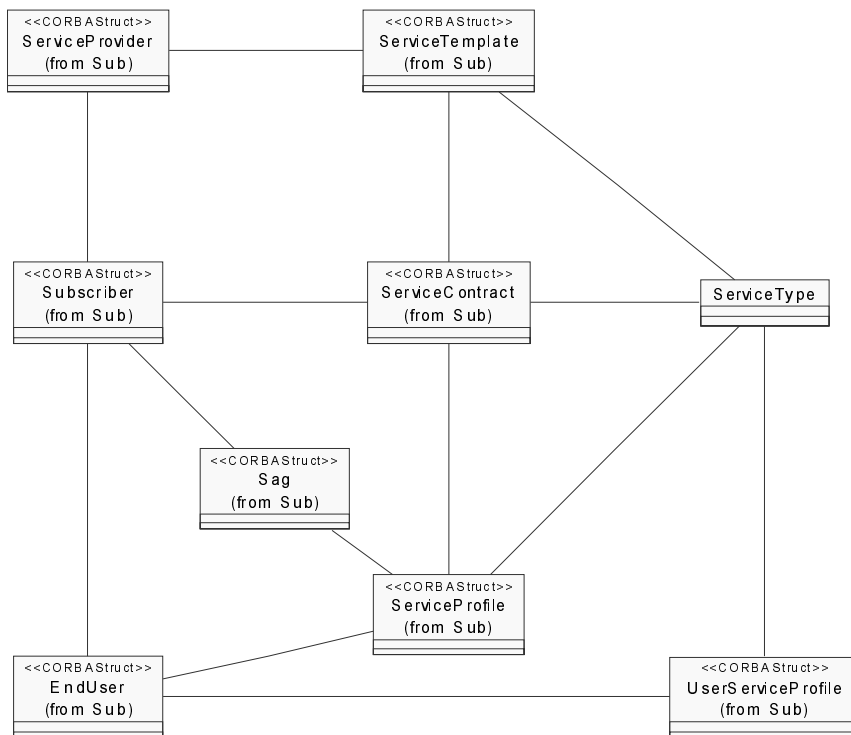 <<CORBAStruct>>
ServiceProvider
(from Sub)
<<CORBAStruct>>
ServiceTemplate
(from Sub)
<<CORBAStruct>>
Subscriber
(from Sub)
<<CORBAStruct>>
ServiceContract
(from Sub)
ServiceType
<<CORBAStruct>>
Sag
(from Sub)
<<CORBAStruct>>
ServiceProfile
(from Sub)
<<CORBAStruct>>
EndUser
(from Sub)
<<CORBAStruct>>
UserServiceProfile
(from Sub)